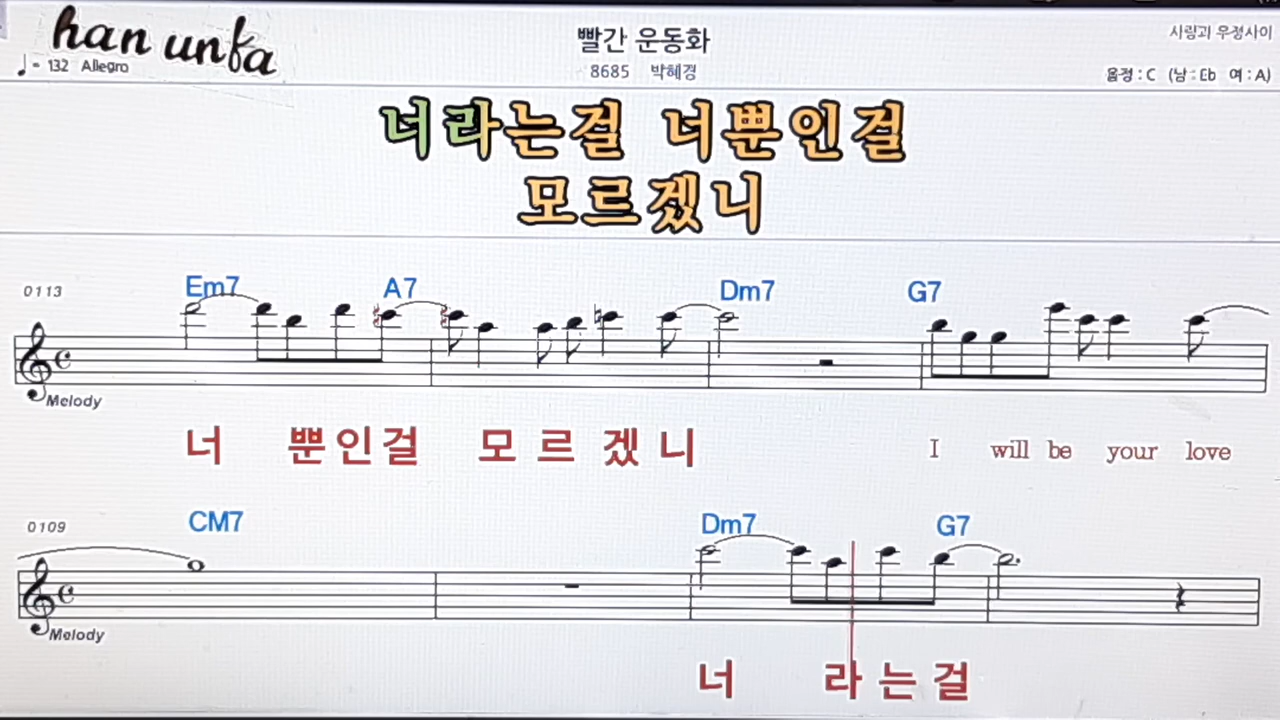 han unfa
♩= 132 Allegro
빨간 운동화
8685 박혜경
사랑과 우정사이
음정 : C (남 : Eb 여 : A)
너라는걸 너뿐인걸
모르겠니
0113
Em7 A7 Dm7 G7
Melody
너 뿐인걸 모르겠니 I will be your love
0109
CM7 Dm7 G7
Melody
너 라는걸